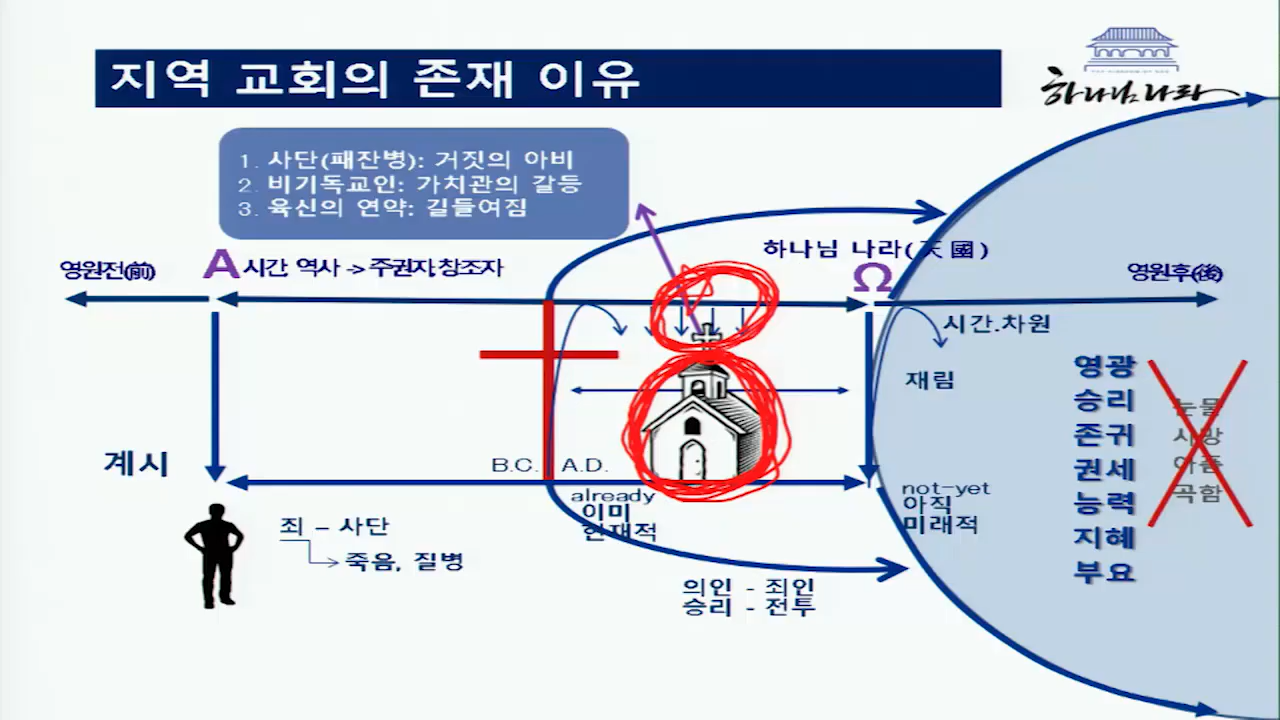 지역 교회의 존재 이유
하나님나라
1. 사단(패잔병): 거짓의 아비
2. 비기독교인: 가치관의 갈등
3. 육신의 연약: 길들여짐
하나님 나라(天國)
영원전(前)
A 시간 역사 -> 주권자, 창조자
Ω
영원후(後)
시간.차원
재림
영광
승리
존귀
권세
능력
지혜
부요
눈물
사망
아픔
곡함
계시
B.C. A.D.
already
이미
현재적
not-yet
아직
미래적
죄 – 사단
죽음, 질병
의인 - 죄인
승리 - 전투